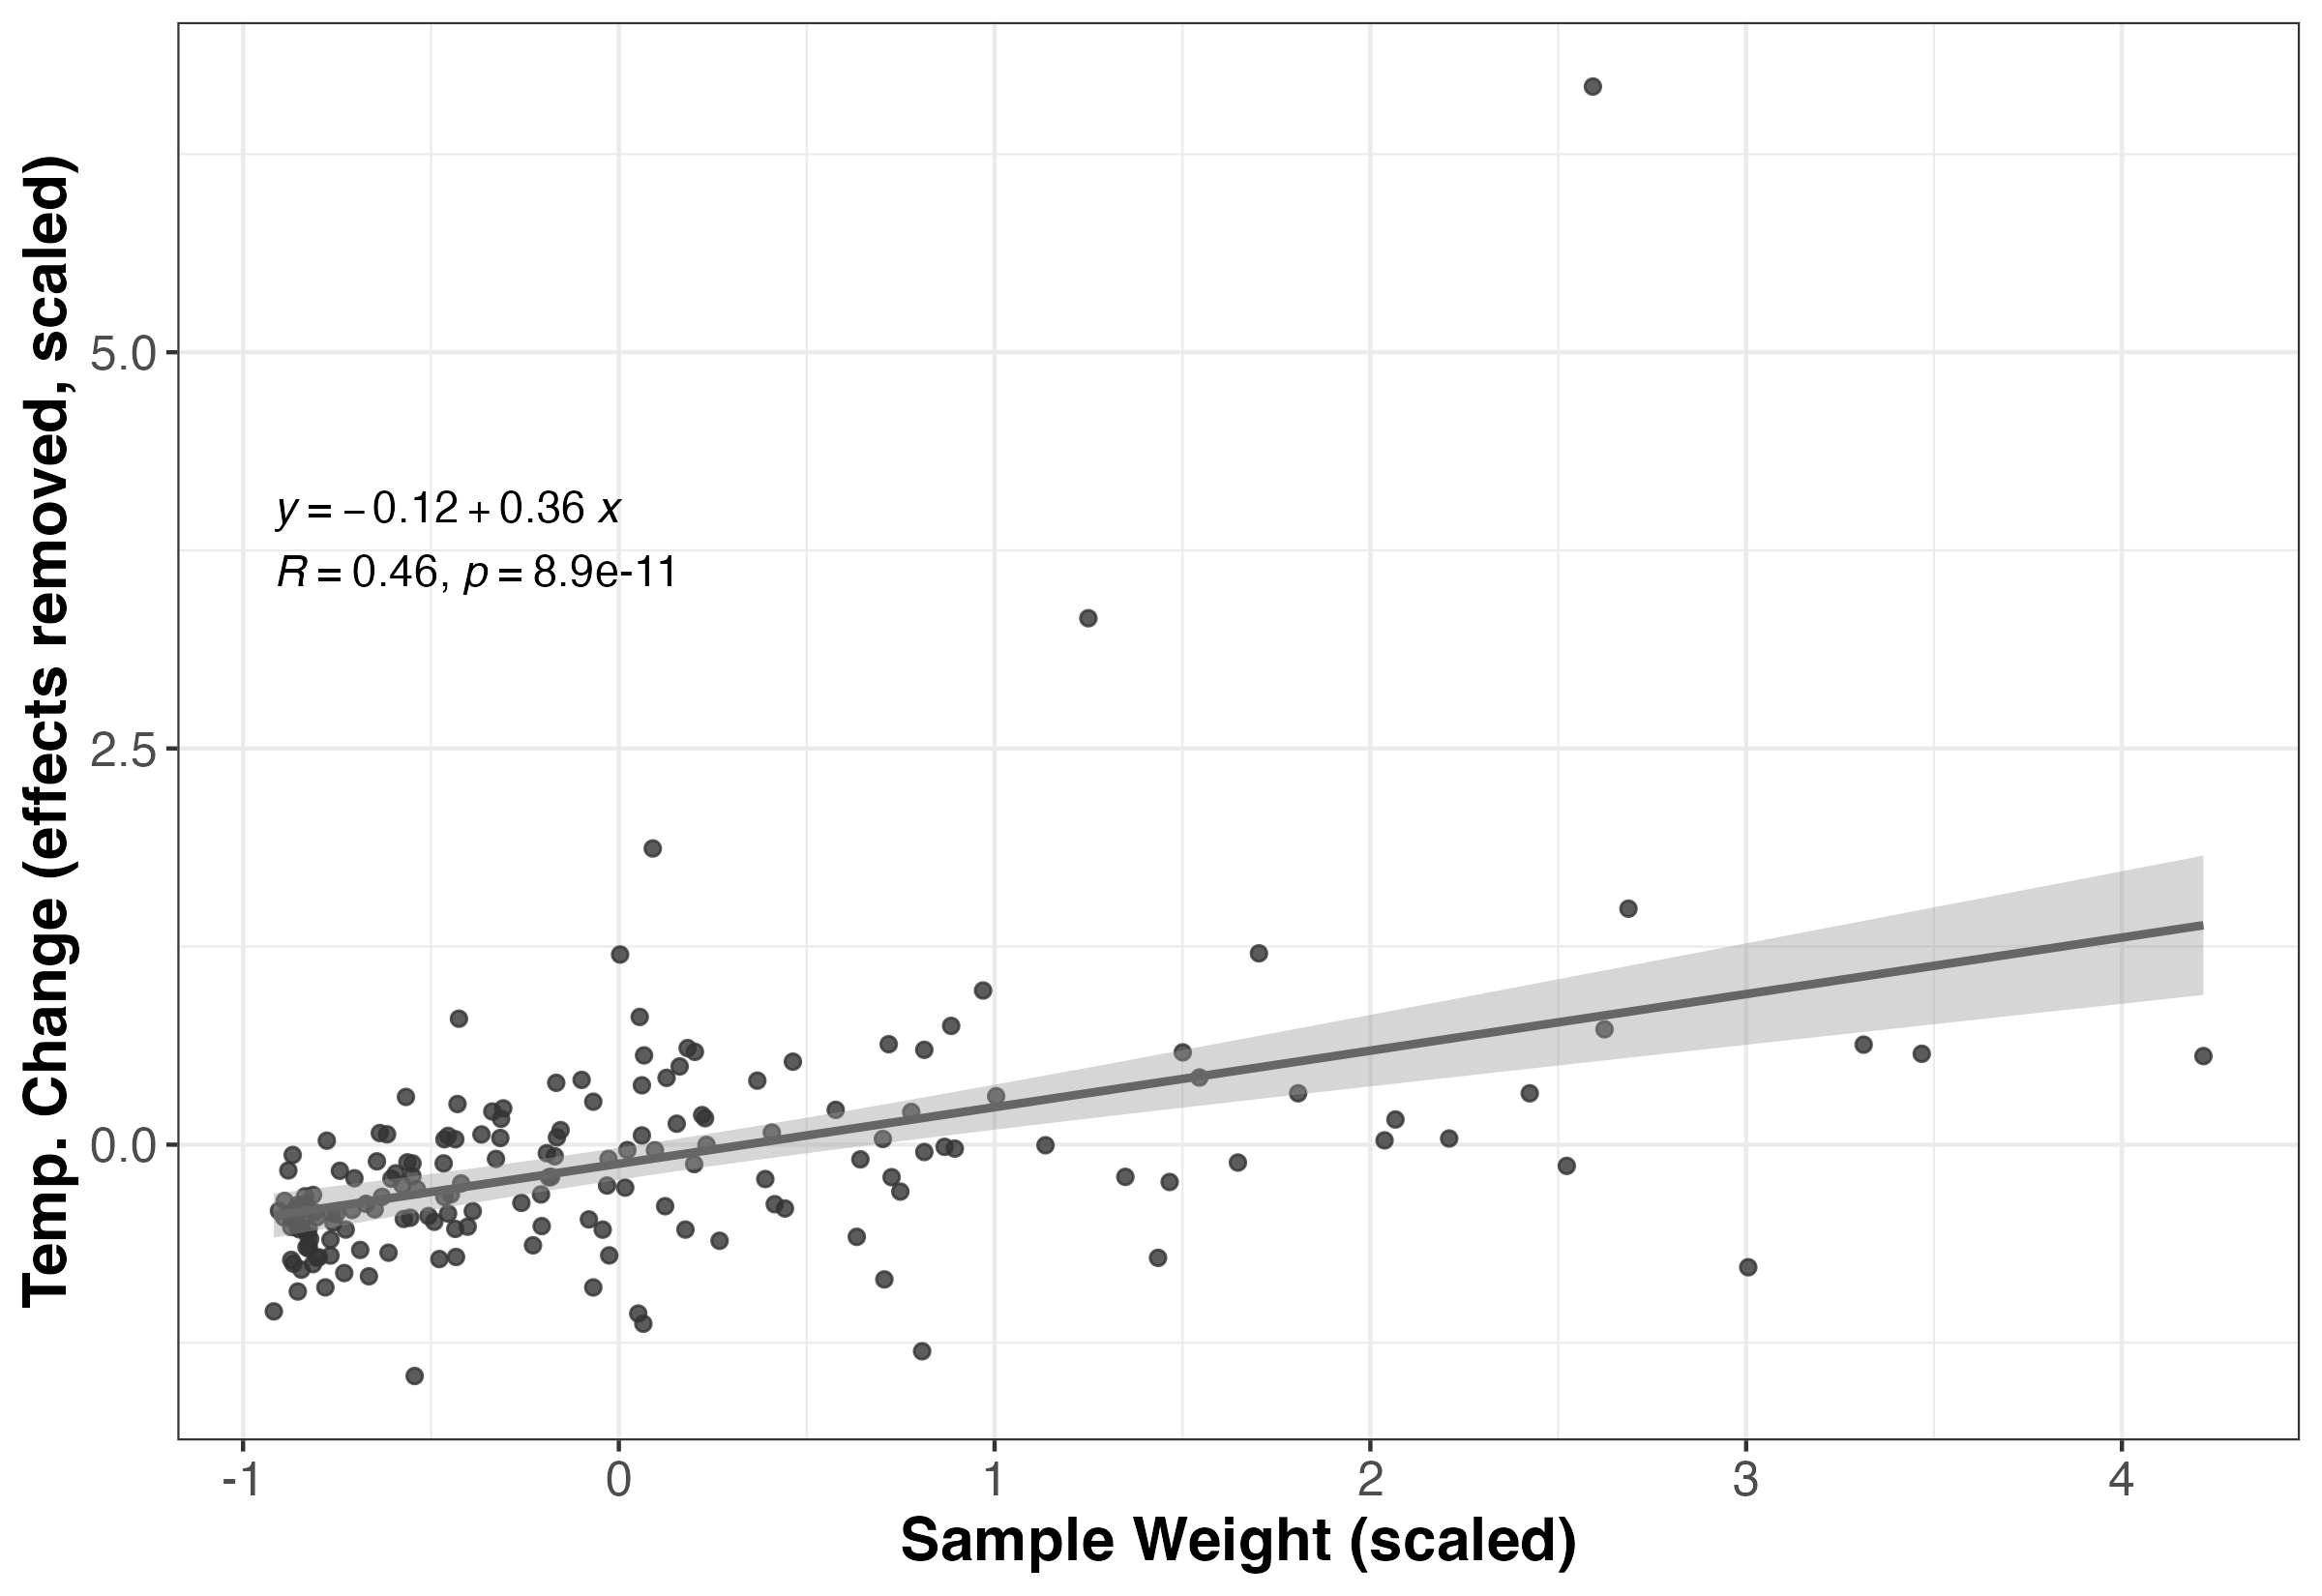 Temp. Change (effects removed, scaled)
5.0
2.5
0.0
y = −0.12 + 0.36 x
R = 0.46, p = 8.9e-11
-1 0 1 2 3 4
Sample Weight (scaled)